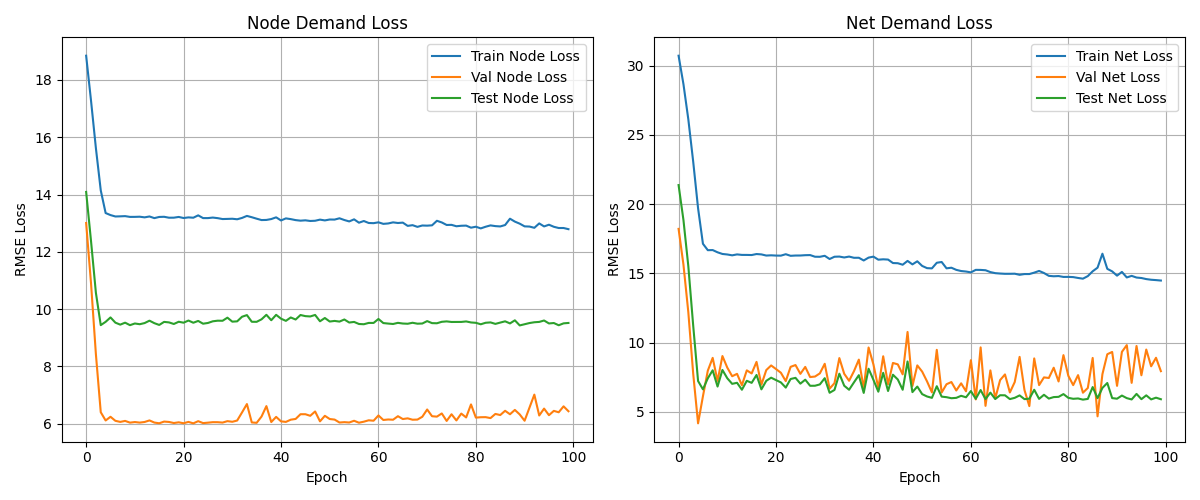 Node Demand Loss
RMSE Loss
18
16
14
12
10
8
6
0
20
40
60
80
100
Epoch
Train Node Loss
Val Node Loss
Test Node Loss
Net Demand Loss
RMSE Loss
30
25
20
15
10
5
0
20
40
60
80
100
Epoch
Train Net Loss
Val Net Loss
Test Net Loss